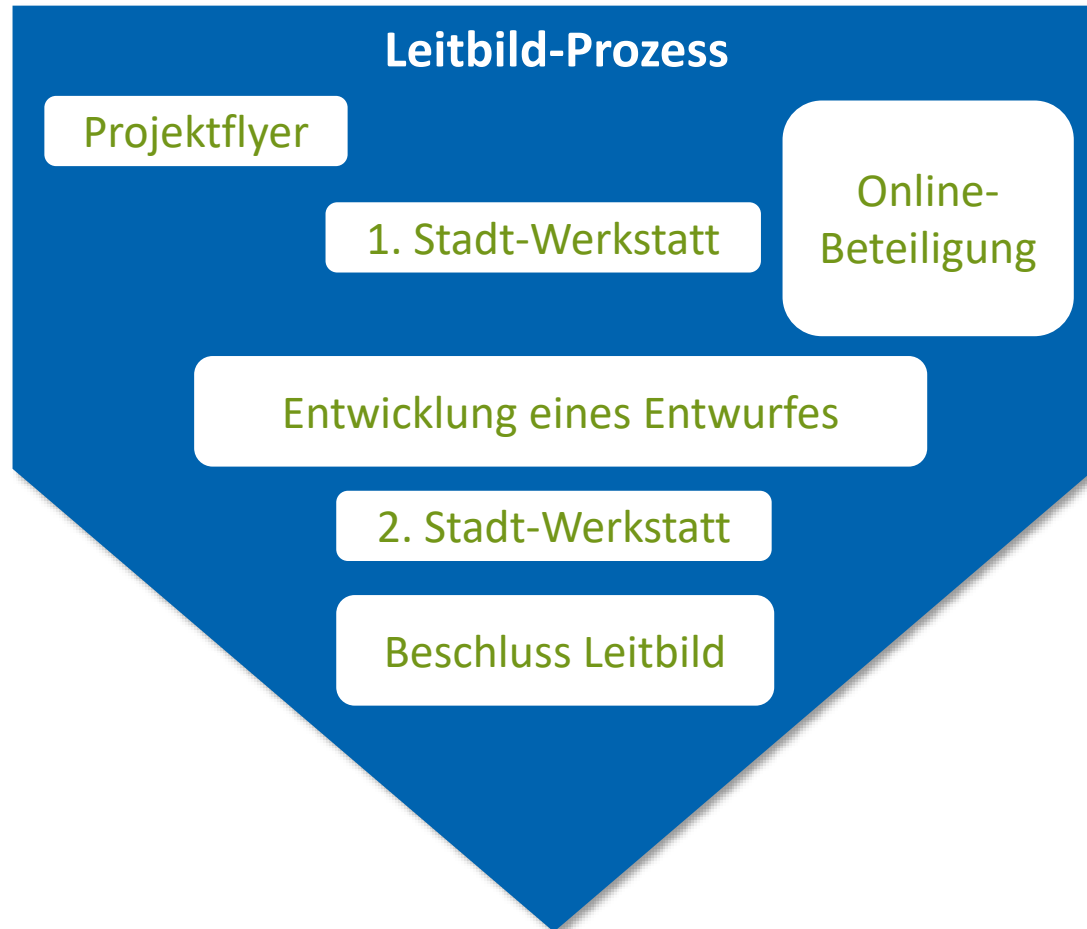 Leitbild-Prozess
Projektflyer
1. Stadt-Werkstatt
Online-
Beteiligung
Entwicklung eines Entwurfes
2. Stadt-Werkstatt
Beschluss Leitbild